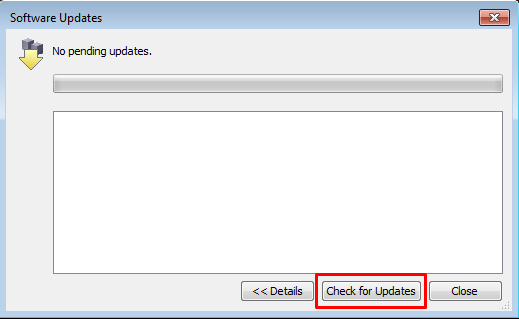 Software Updates
No pending updates.
<< Details Check for Updates Close